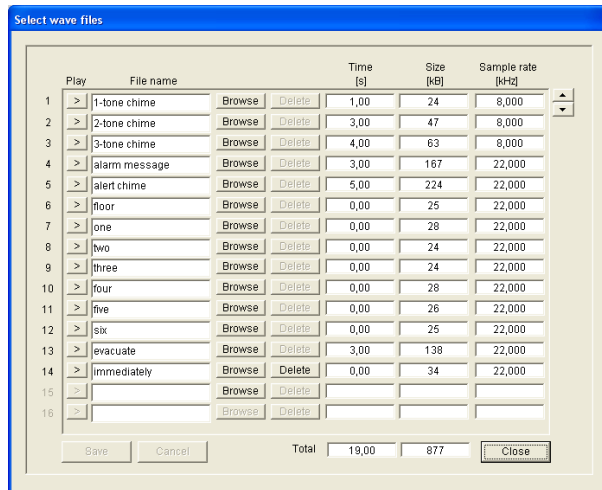 Select wave files
Time Size Sample rate
Play File name [s] [kB] [kHz]
1 > 1-tone chime Browse Delete 1,00 24 8,000
2 > 2-tone chime Browse Delete 3,00 47 8,000
3 > 3-tone chime Browse Delete 4,00 63 8,000
4 > alarm message Browse Delete 3,00 167 22,000
5 > alert chime Browse Delete 5,00 224 22,000
6 > floor Browse Delete 0,00 25 22,000
7 > one Browse Delete 0,00 28 22,000
8 > two Browse Delete 0,00 24 22,000
9 > three Browse Delete 0,00 24 22,000
10 > four Browse Delete 0,00 28 22,000
11 > five Browse Delete 0,00 26 22,000
12 > six Browse Delete 0,00 25 22,000
13 > evacuate Browse Delete 3,00 138 22,000
14 > immediately Browse Delete 0,00 34 22,000
15 > Browse Delete
16 > Browse Delete
Save Cancel Total 19,00 877 Close